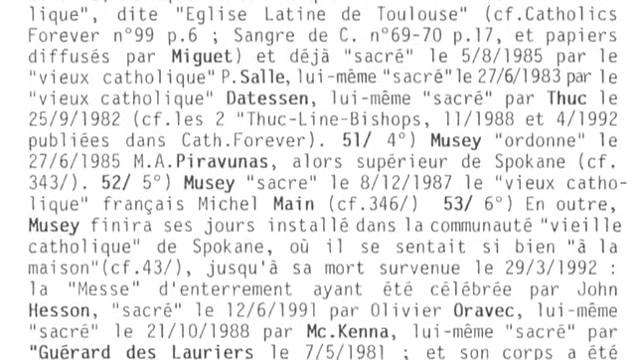 lique", dite "Eglise Latine de Toulouse" (cf.Catholics
Forever n°99 p.6 ; Sangre de C. n°69-70 p.17, et papiers
diffusés par Miguet) et déjà "sacré" le 5/8/1985 par le
"vieux catholique" P.Salle, lui-même "sacré"le 27/6/1983 par le
"vieux catholique" Datessen, lui-même "sacré" par Thuc le
25/9/1982 (cf.les 2 "Thuc-Line-Bishops, 11/1988 et 4/1992
publiées dans Cath.Forever). 51/ 4°) Musey "ordonne" le
27/6/1985 M.A.Piravunas, alors supérieur de Spokane (cf.
343/). 52/ 5°) Musey "sacre" le 8/12/1987 le "vieux catho-
lique" français Michel Main (cf.346/) 53/ 6°) En outre,
Musey finira ses jours installé dans la communauté "vieille
catholique" de Spokane, où il se sentait si bien "à la
maison"(cf.43/), jusqu'à sa mort survenue le 29/3/1992 :
la "Messe" d'enterrement ayant été célébrée par John
Hesson, "sacré" le 12/6/1991 par Olivier Oravec, lui-même
"sacré" le 21/10/1988 par Mc.Kenna, lui-même "sacré" par
"Guérard des Lauriers le 7/5/1981 ; et son corps a été